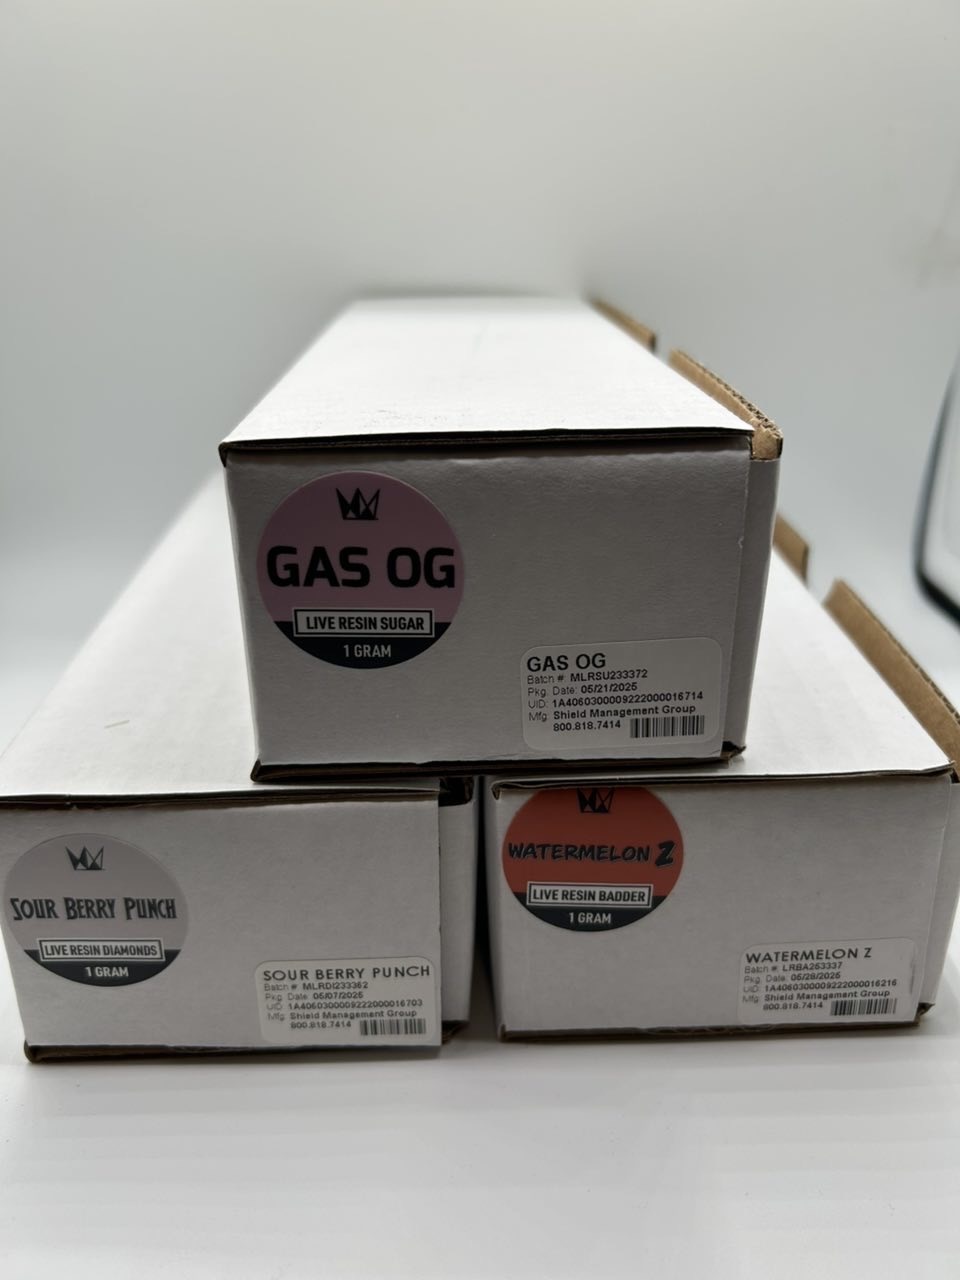 GAS OG
LIVE RESIN SUGAR
1 GRAM
GAS OG
Batch #: MLRSU233372
Pkg. Date: 05/21/2025
UID: 1A4060300009222000016714
Mfg: Shield Management Group
800.818.7414
SOUR BERRY PUNCH
LIVE RESIN DIAMONDS
1 GRAM
SOUR BERRY PUNCH
Batch #: MLRDI233362
Pkg. Date: 05/07/2025
UID: 1A4060300009222000016703
Mfg: Shield Management Group
800.818.7414
WATERMELON Z
LIVE RESIN BADDER
1 GRAM
WATERMELON Z
Batch #: LRBA253337
Pkg. Date: 05/28/2025
UID: 1A4060300009222000016216
Mfg: Shield Management Group
800.818.7414